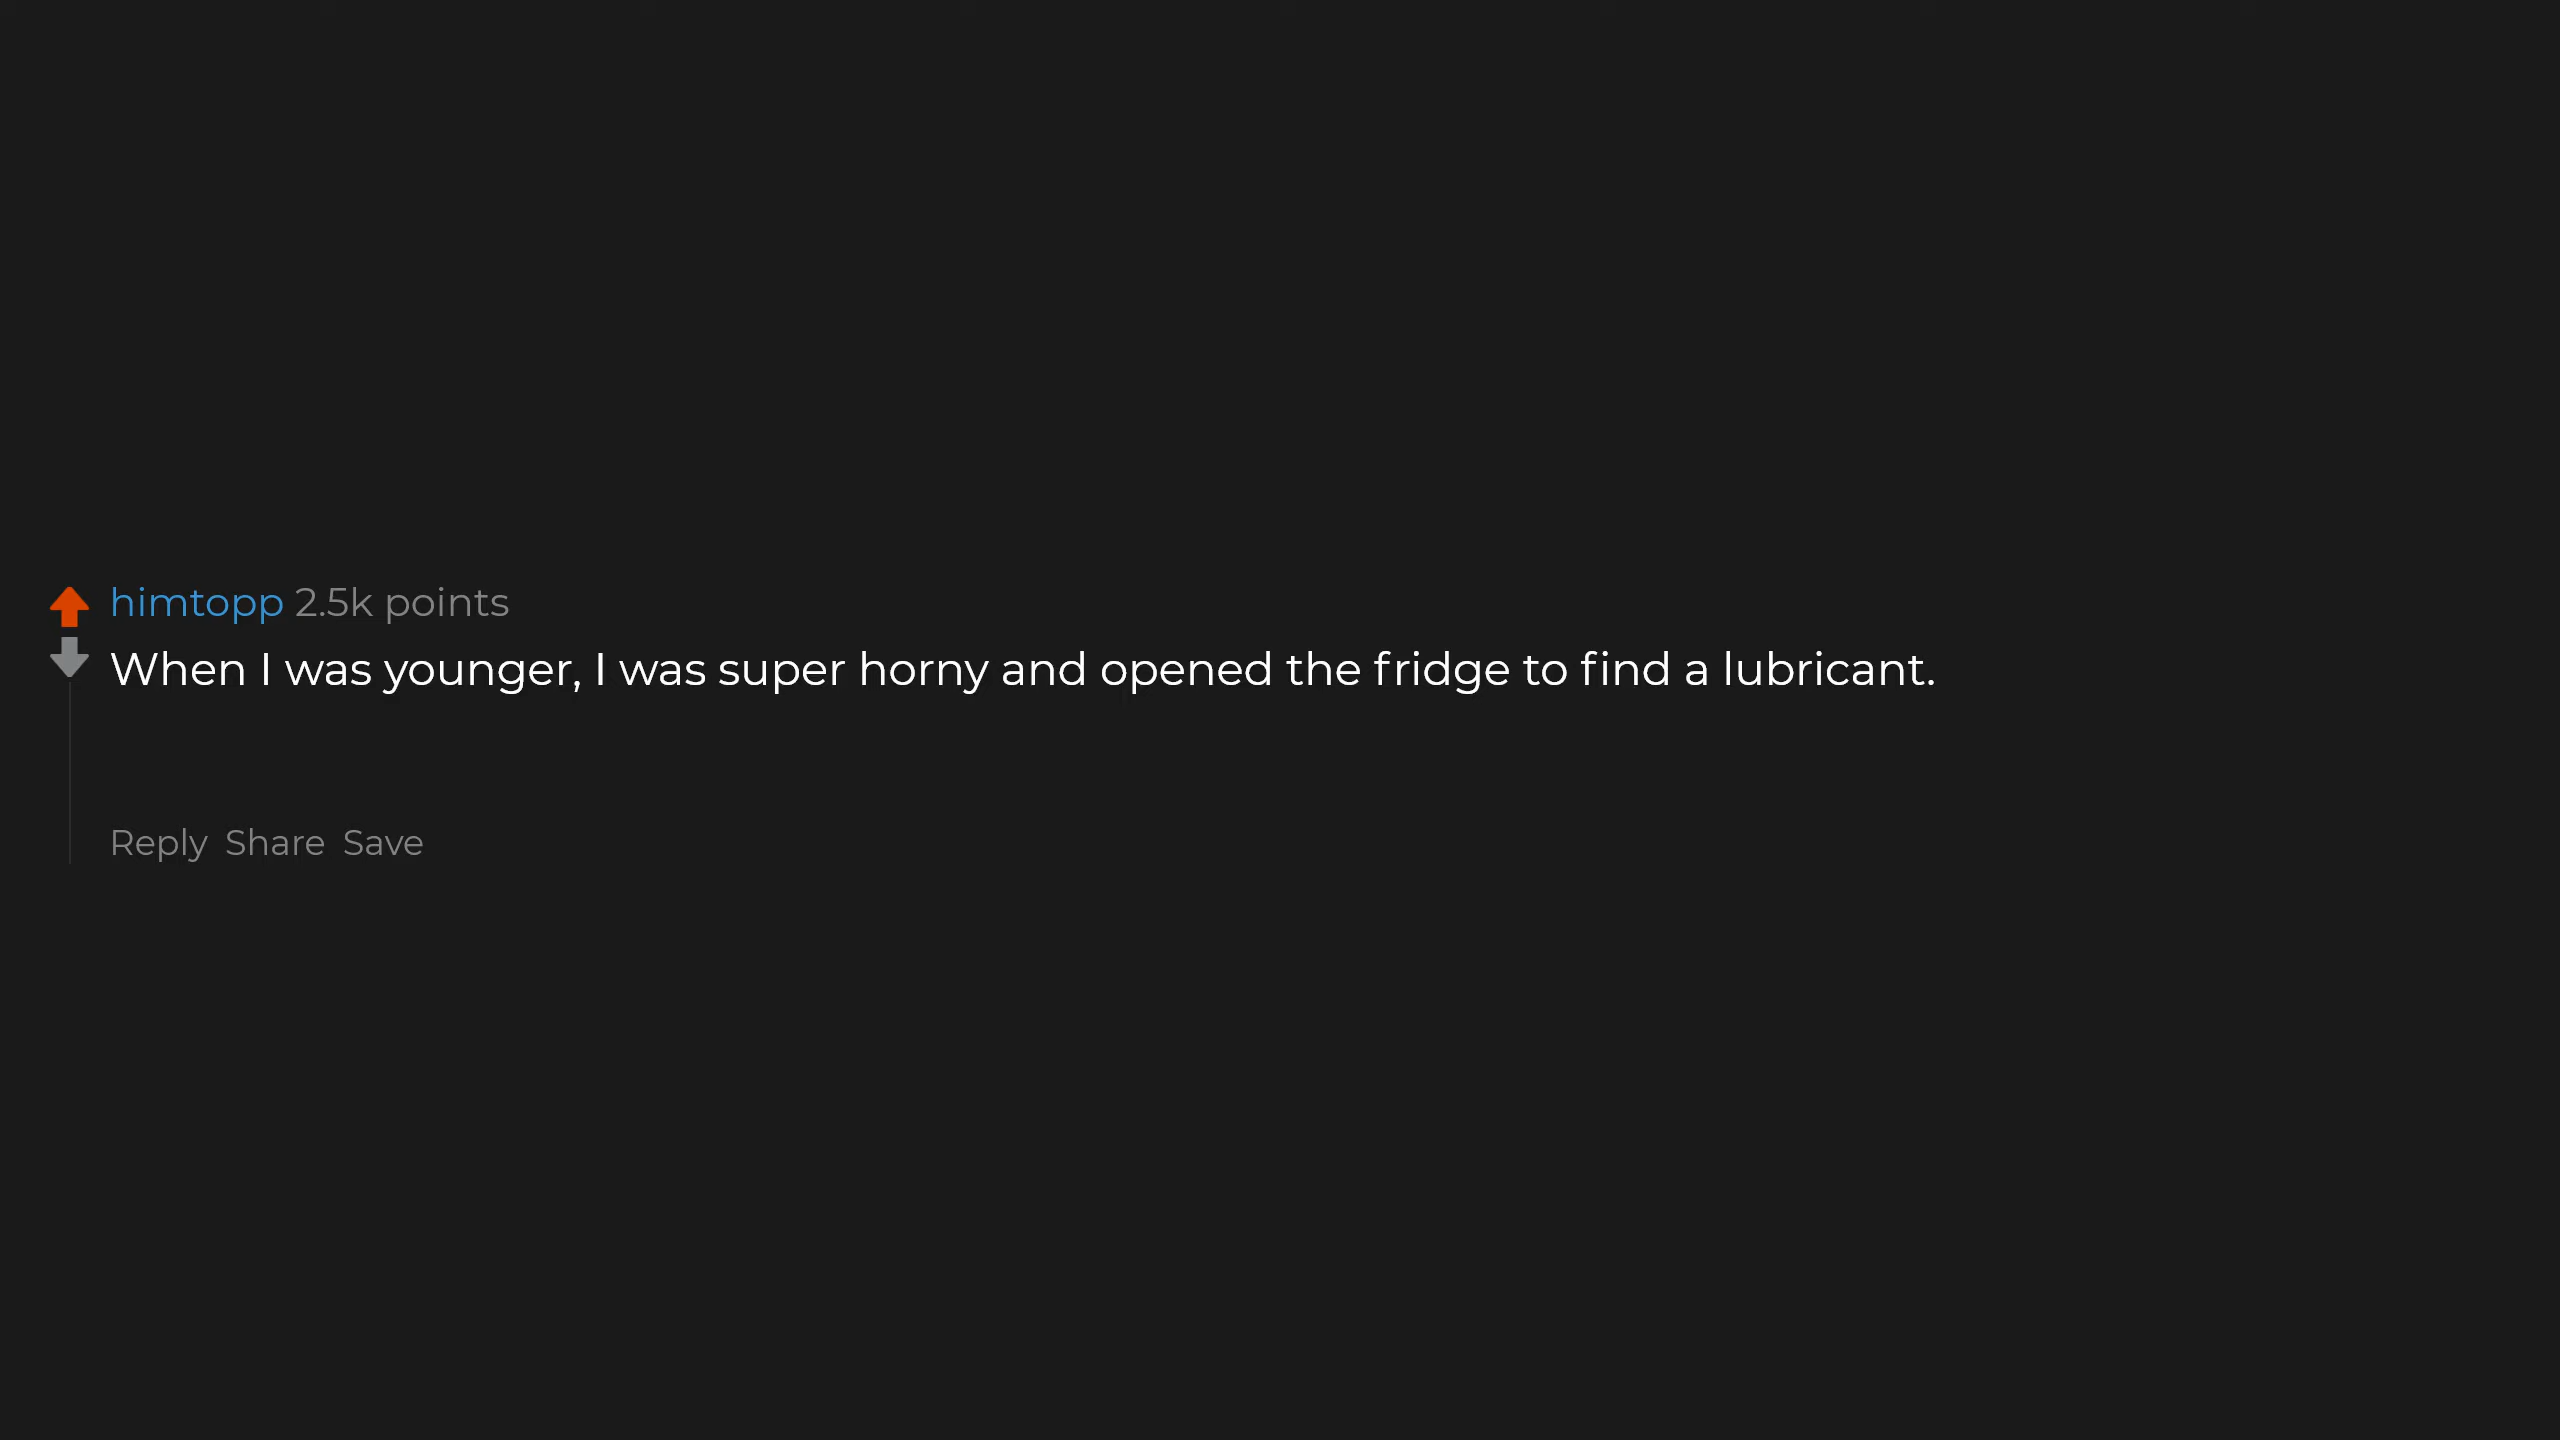 himtopp 2.5k points
When I was younger, I was super horny and opened the fridge to find a lubricant.
Reply Share Save